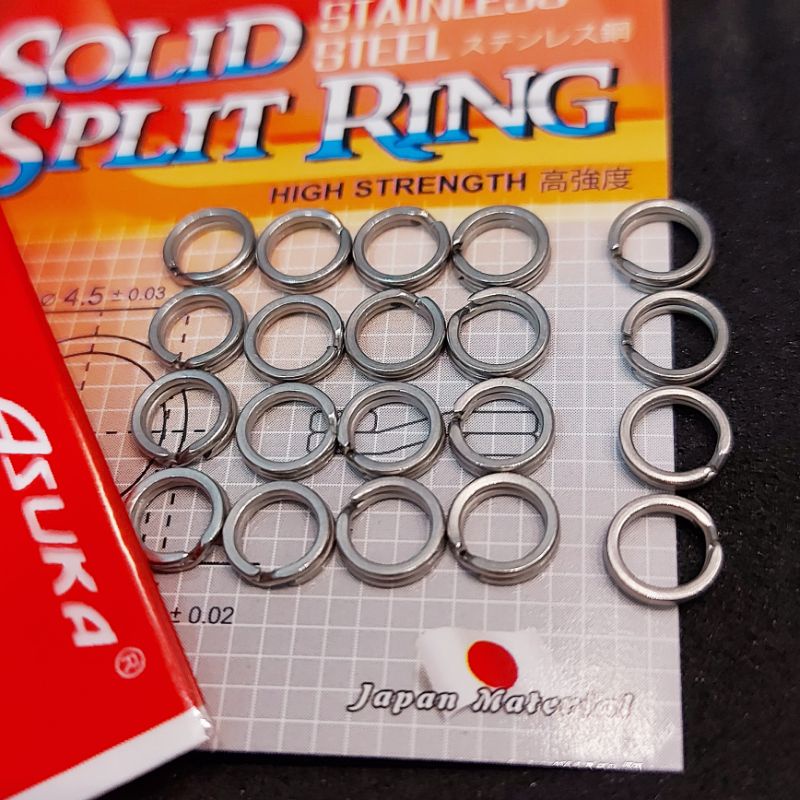 SOLID STAINLESS
STEEL ステンレス鋼
SPLIT RING
HIGH STRENGTH 高強度
ø 4.5 ± 0.03
ASUKA®
± 0.02
Japan Material